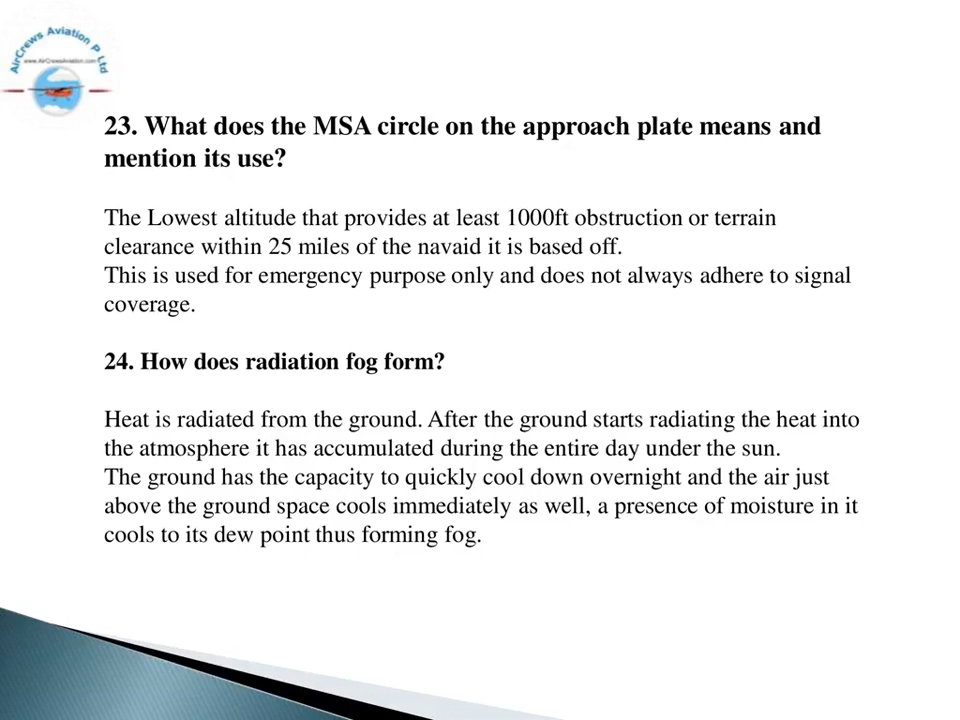 AirCrews Aviation P Ltd
www.AirCrewsAviation.com
23. What does the MSA circle on the approach plate means and
mention its use?
The Lowest altitude that provides at least 1000ft obstruction or terrain
clearance within 25 miles of the navaid it is based off.
This is used for emergency purpose only and does not always adhere to signal
coverage.
24. How does radiation fog form?
Heat is radiated from the ground. After the ground starts radiating the heat into
the atmosphere it has accumulated during the entire day under the sun.
The ground has the capacity to quickly cool down overnight and the air just
above the ground space cools immediately as well, a presence of moisture in it
cools to its dew point thus forming fog.